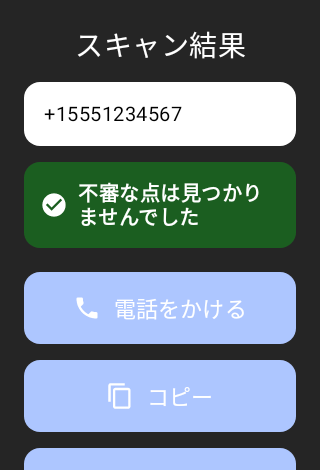 スキャン結果
+15551234567
不審な点は見つかり
ませんでした
電話をかける
コピー